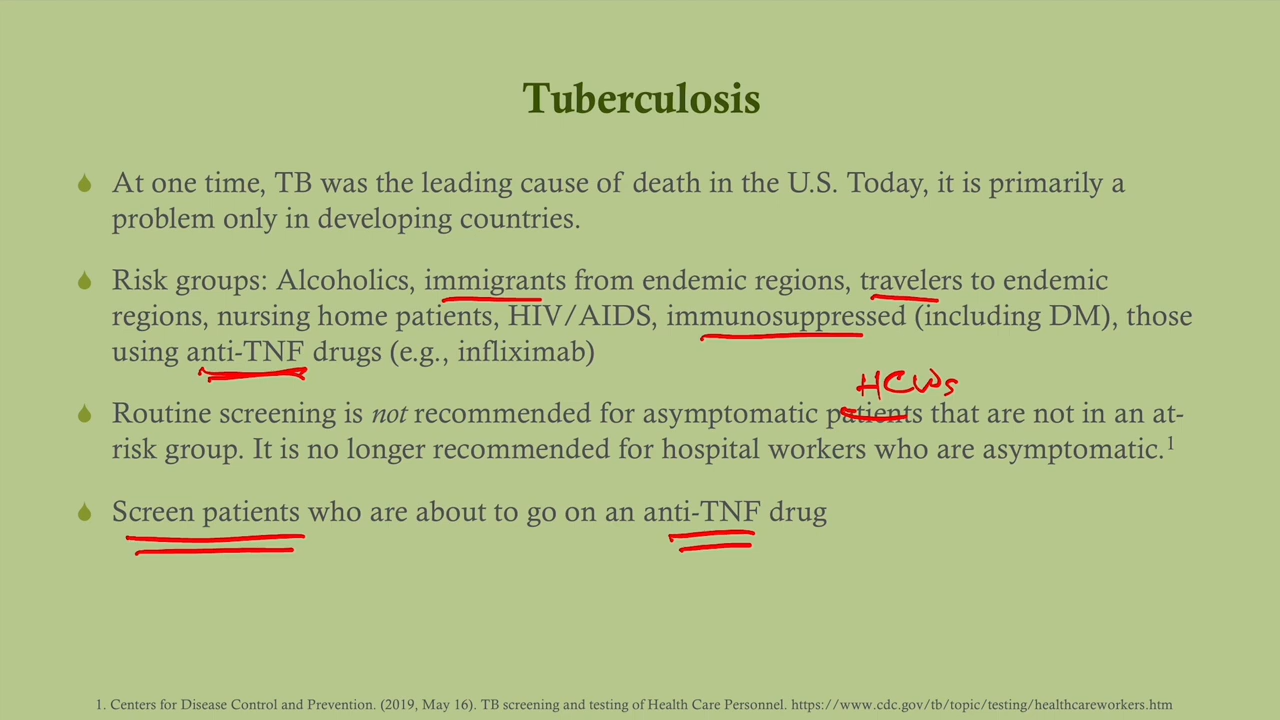 Tuberculosis
At one time, TB was the leading cause of death in the U.S. Today, it is primarily a
problem only in developing countries.
Risk groups: Alcoholics, immigrants from endemic regions, travelers to endemic
regions, nursing home patients, HIV/AIDS, immunosuppressed (including DM), those
using anti-TNF drugs (e.g., infliximab)
HCWs
Routine screening is not recommended for asymptomatic patients that are not in an at-
risk group. It is no longer recommended for hospital workers who are asymptomatic.1
Screen patients who are about to go on an anti-TNF drug
1. Centers for Disease Control and Prevention. (2019, May 16). TB screening and testing of Health Care Personnel. https://www.cdc.gov/tb/topic/testing/healthcareworkers.htm